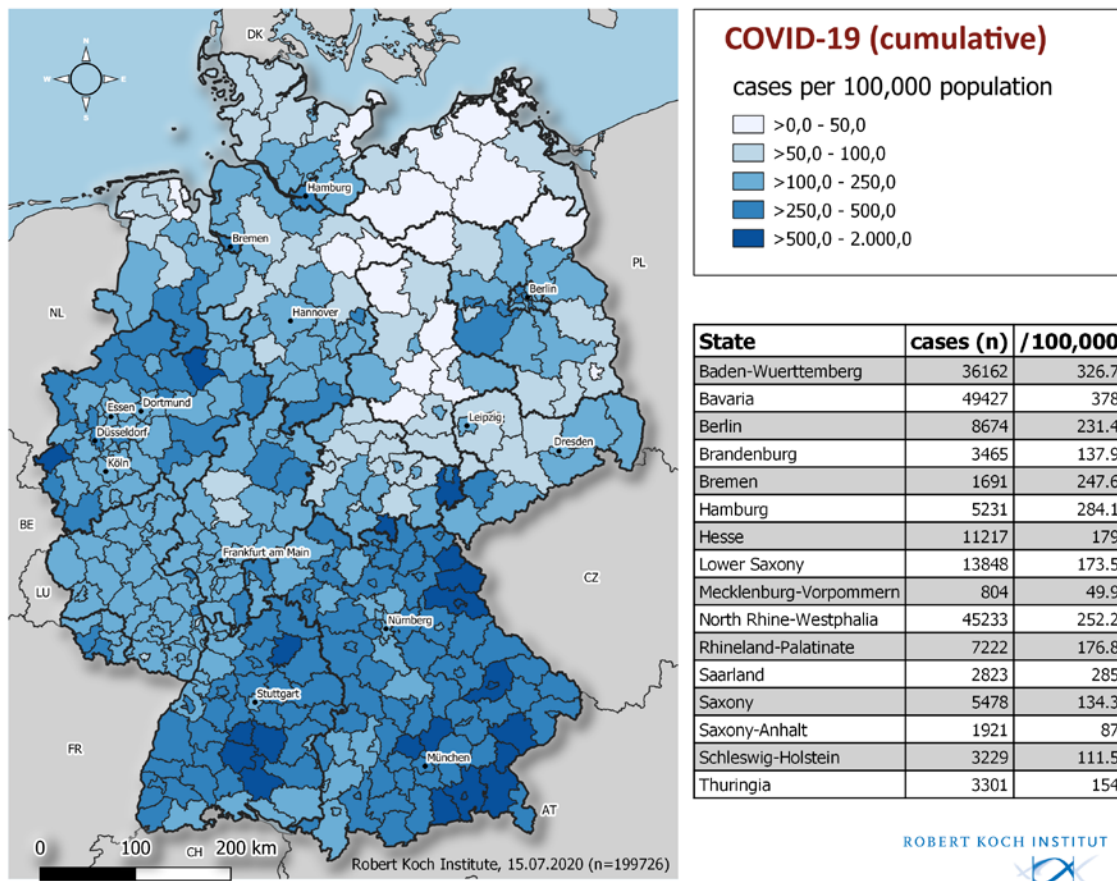 COVID-19 (cumulative)
cases per 100,000 population
>0,0 - 50,0
>50,0 - 100,0
>100,0 - 250,0
>250,0 - 500,0
>500,0 - 2.000,0
N
W
E
S
DK
Hamburg
Bremen
PL
Berlin
NL
Hannover
Essen
Dortmund
Düsseldorf
Leipzig
Dresden
Köln
BE
Frankfurt am Main
LU
CZ
Nürnberg
Stuttgart
FR
München
AT
CH
0 100 200 km
Robert Koch Institute, 15.07.2020 (n=199726)
State cases (n) /100,000
Baden-Wuerttemberg 36162 326.7
Bavaria 49427 378
Berlin 8674 231.4
Brandenburg 3465 137.9
Bremen 1691 247.6
Hamburg 5231 284.1
Hesse 11217 179
Lower Saxony 13848 173.5
Mecklenburg-Vorpommern 804 49.9
North Rhine-Westphalia 45233 252.2
Rhineland-Palatinate 7222 176.8
Saarland 2823 285
Saxony 5478 134.3
Saxony-Anhalt 1921 87
Schleswig-Holstein 3229 111.5
Thuringia 3301 154
ROBERT KOCH INSTITUT